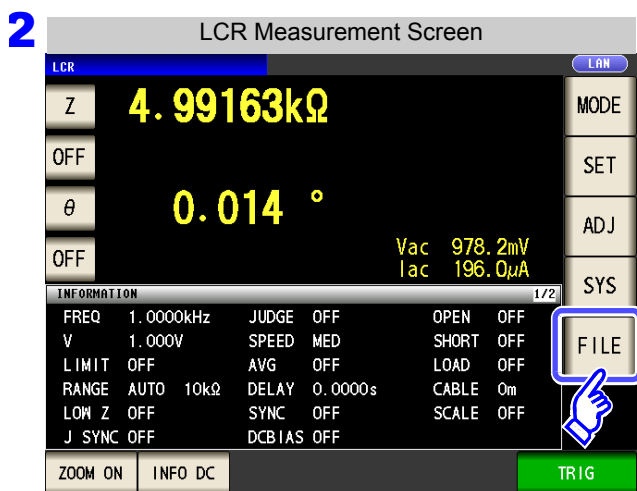 2
LCR Measurement Screen
LCR
LAN
Z 4.99163kΩ
MODE
OFF
SET
θ 0.014 °
ADJ
OFF
Vac 978.2mV
Iac 196.0µA
SYS
INFORMATION 1/2
FREQ 1.0000kHz JUDGE OFF OPEN OFF
V 1.000V SPEED MED SHORT OFF
FILE
LIMIT OFF AVG OFF LOAD OFF
RANGE AUTO 10kΩ DELAY 0.0000s CABLE 0m
LOW Z OFF SYNC OFF SCALE OFF
J SYNC OFF DCBIAS OFF
ZOOM ON INFO DC TRIG